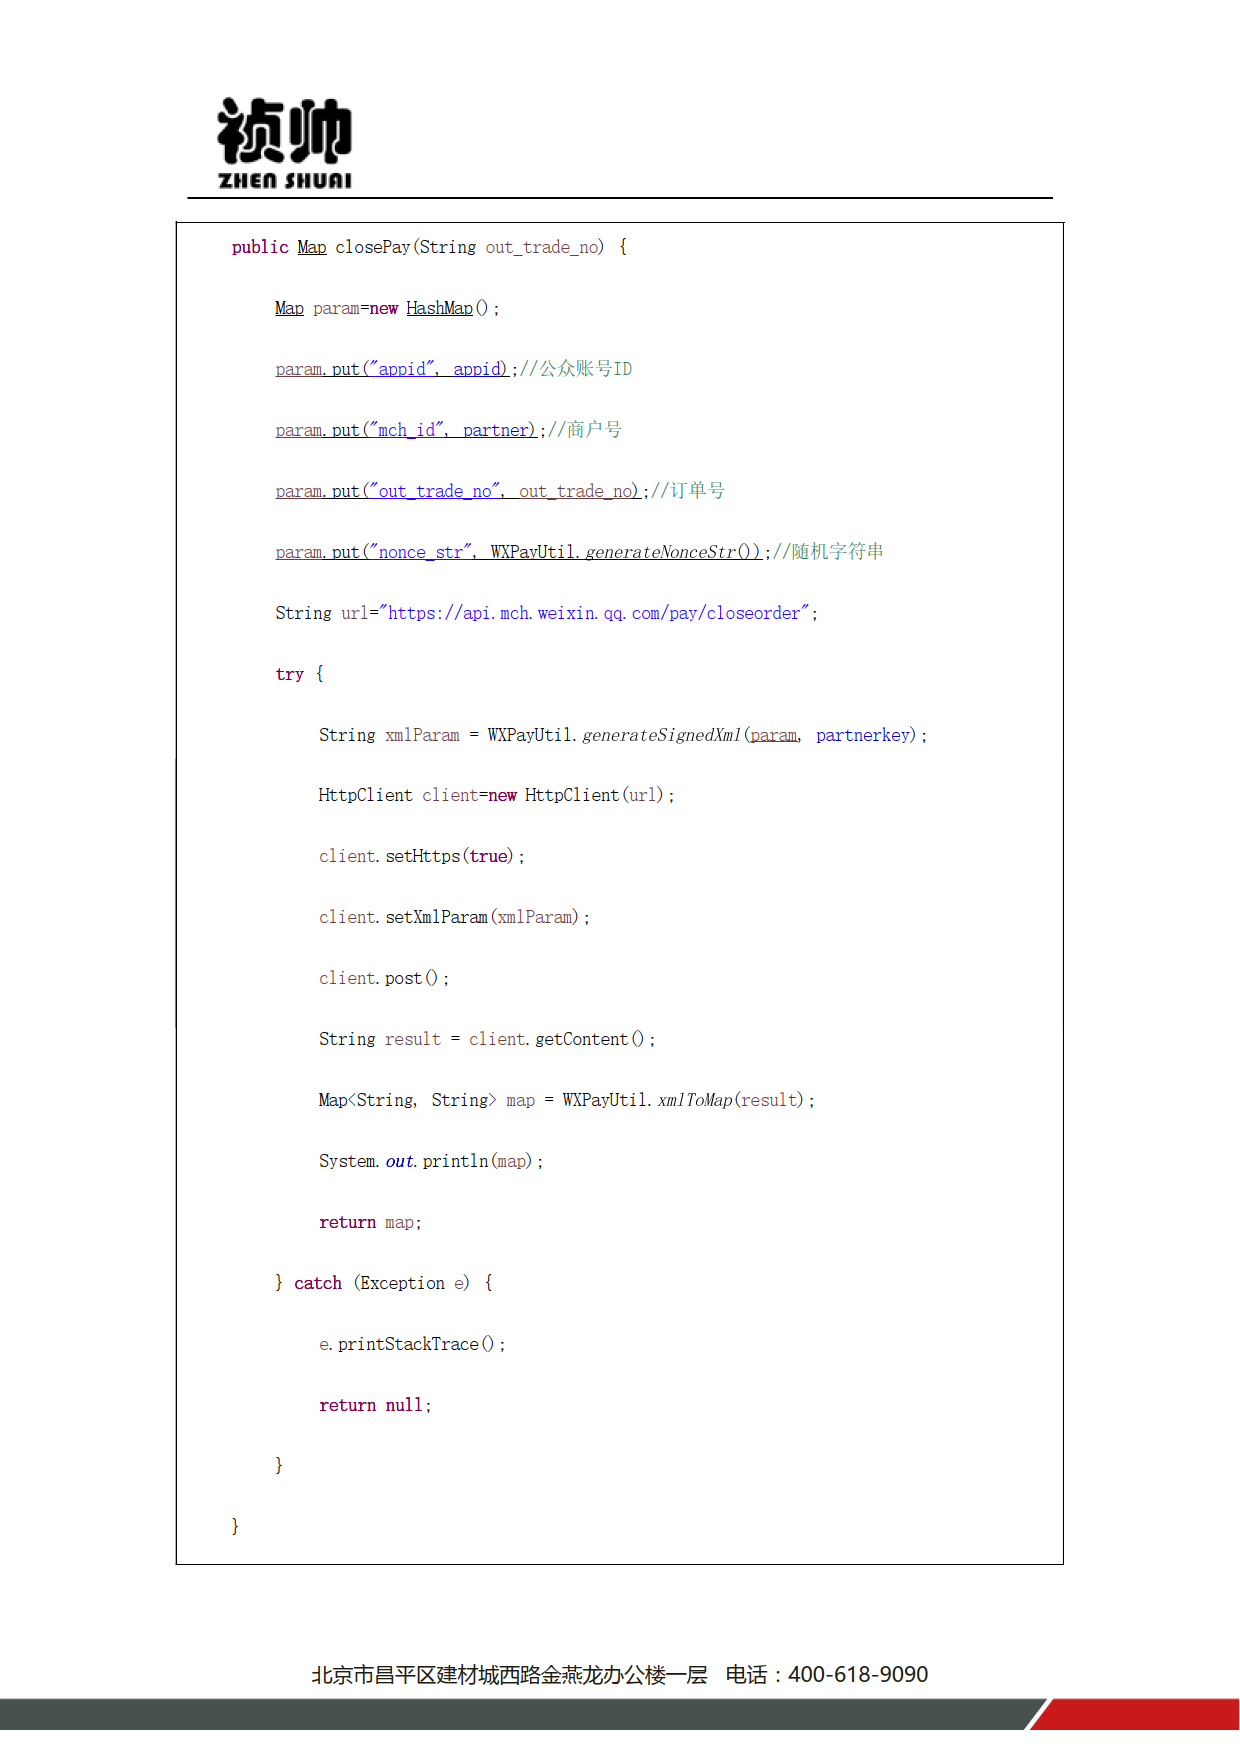 祯帅
ZHEN SHUAI
public Map closePay(String out_trade_no) {
Map param=new HashMap();
param.put("appid", appid);//公众账号ID
param.put("mch_id", partner);//商户号
param.put("out_trade_no", out_trade_no);//订单号
param.put("nonce_str", WXPayUtil.generateNonceStr());//随机字符串
String url="https://api.mch.weixin.qq.com/pay/closeorder";
try {
String xmlParam = WXPayUtil.generateSignedXml(param, partnerkey);
HttpClient client=new HttpClient(url);
client.setHttps(true);
client.setXmlParam(xmlParam);
client.post();
String result = client.getContent();
Map<String, String> map = WXPayUtil.xmlToMap(result);
System.out.println(map);
return map;
} catch (Exception e) {
e.printStackTrace();
return null;
}
}
北京市昌平区建材城西路金燕龙办公楼一层 电话：400-618-9090